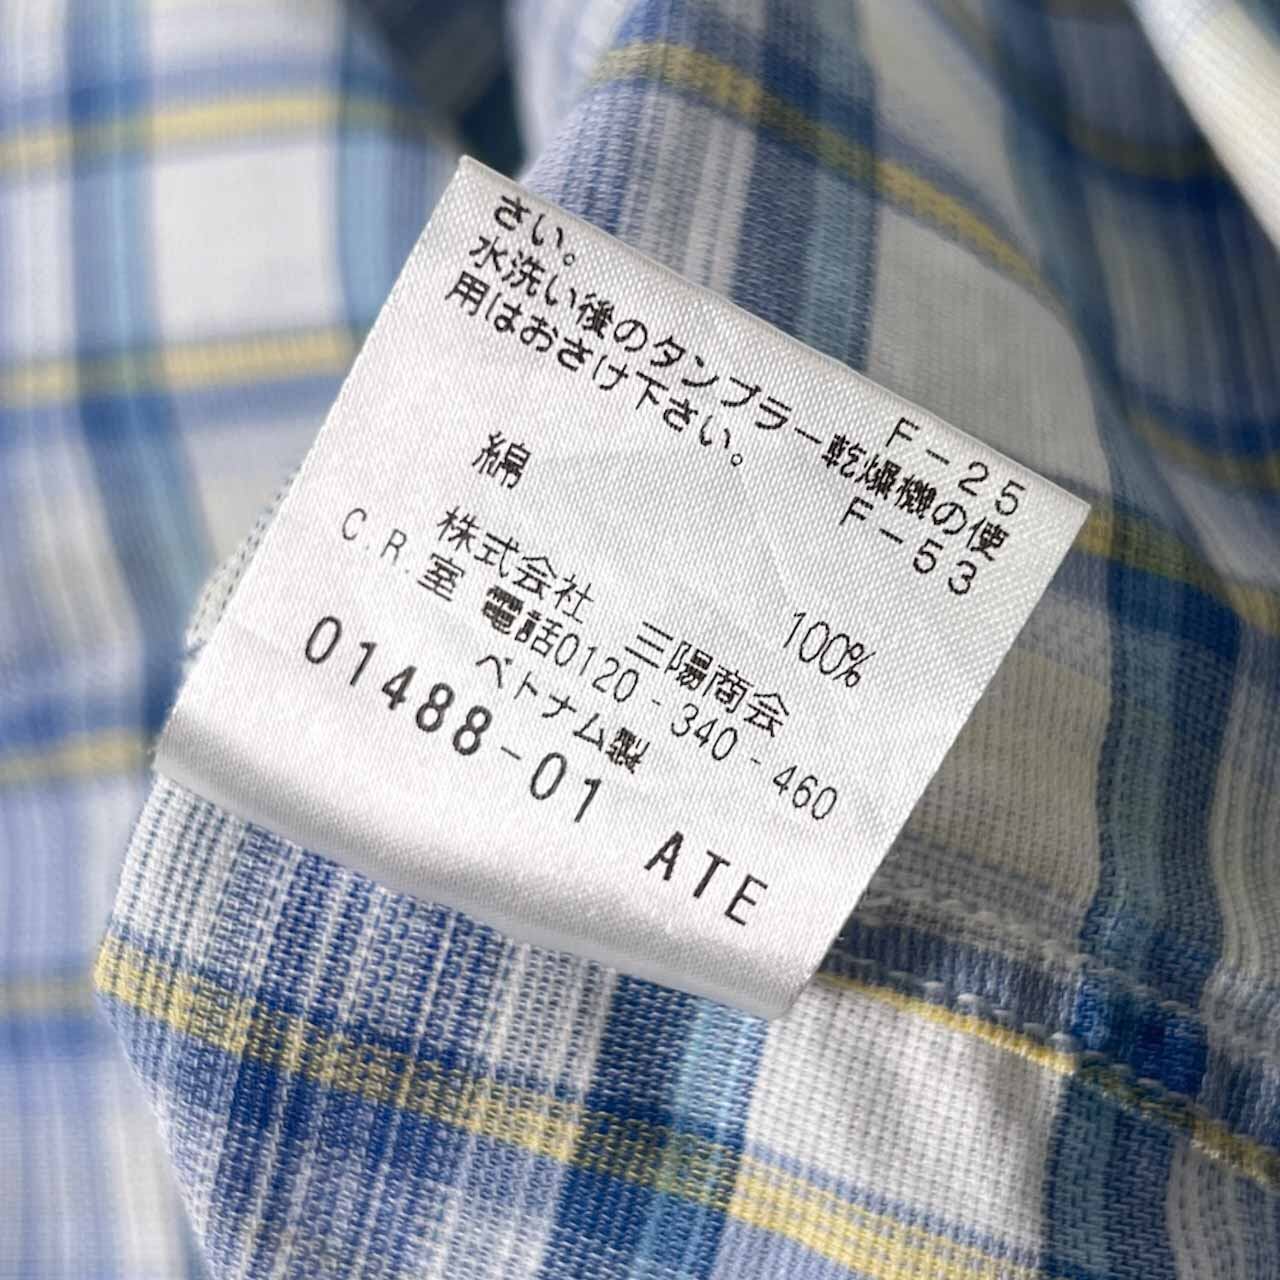 さい。 F-25
水洗い後のタンブラー乾燥機の使
用はおさけ下さい。 F-53
綿 100%
株式会社 三陽商会
C.R.室 電話0120-340-460
ベトナム製
01488-01 ATE